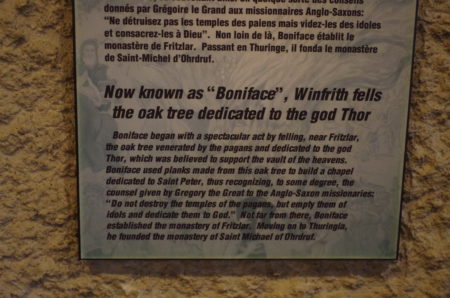 donnés par Grégoire le Grand aux missionnaires Anglo-Saxons:
"Ne détruisez pas les temples des païens mais videz-les des idoles
et consacrez-les à Dieu". Non loin de là, Boniface établit le
monastère de Fritzlar. Passant en Thuringe, il fonda le monastère
de Saint-Michel d'Ohrdruf.
Now known as "Boniface", Winfrith fells
the oak tree dedicated to the god Thor
Boniface began with a spectacular act by felling, near Fritzlar,
the oak tree venerated by the pagans and dedicated to the god
Thor, which was believed to support the vault of the heavens.
Boniface used planks made from this oak tree to build a chapel
dedicated to Saint Peter, thus recognizing, to some degree, the
counsel given by Gregory the Great to the Anglo-Saxon missionaries:
"Do not destroy the temples of the pagans, but empty them of
idols and dedicate them to God." Not far from there, Boniface
established the monastery of Fritzlar. Moving on to Thuringia,
he founded the monastery of Saint Michael of Ohrdruf.